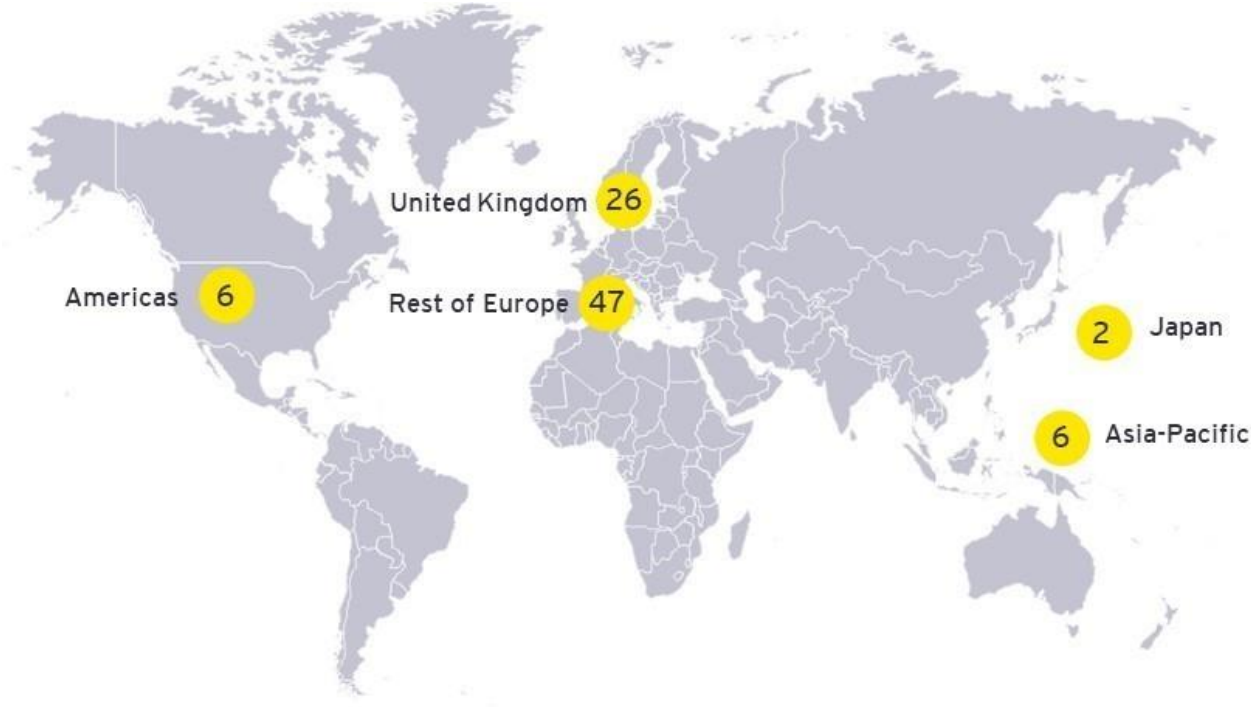 United Kingdom 26
Americas 6
Rest of Europe 47
2 Japan
6 Asia-Pacific